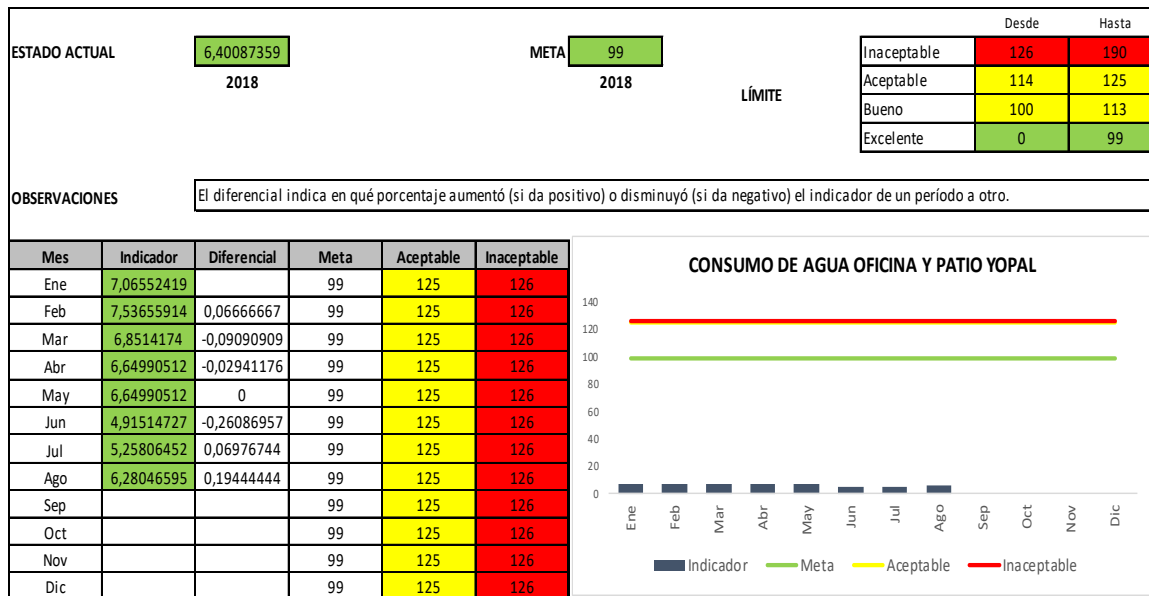 Desde Hasta
ESTADO ACTUAL 6,40087359 META 99 Inaceptable 126 190
2018 2018 LÍMITE Aceptable 114 125
Bueno 100 113
Excelente 0 99
OBSERVACIONES El diferencial indica en qué porcentaje aumentó (si da positivo) o disminuyó (si da negativo) el indicador de un período a otro.
Mes Indicador Diferencial Meta Aceptable Inaceptable
Ene 7,06552419 99 125 126
Feb 7,53655914 0,06666667 99 125 126
Mar 6,8514174 -0,09090909 99 125 126
Abr 6,64990512 -0,02941176 99 125 126
May 6,64990512 0 99 125 126
Jun 4,91514727 -0,26086957 99 125 126
Jul 5,25806452 0,06976744 99 125 126
Ago 6,28046595 0,19444444 99 125 126
Sep 99 125 126
Oct 99 125 126
Nov 99 125 126
Dic 99 125 126
CONSUMO DE AGUA OFICINA Y PATIO YOPAL
140
120
100
80
60
40
20
0
Ene Feb Mar Abr May Jun Jul Ago Sep Oct Nov Dic
Indicador Meta Aceptable Inaceptable